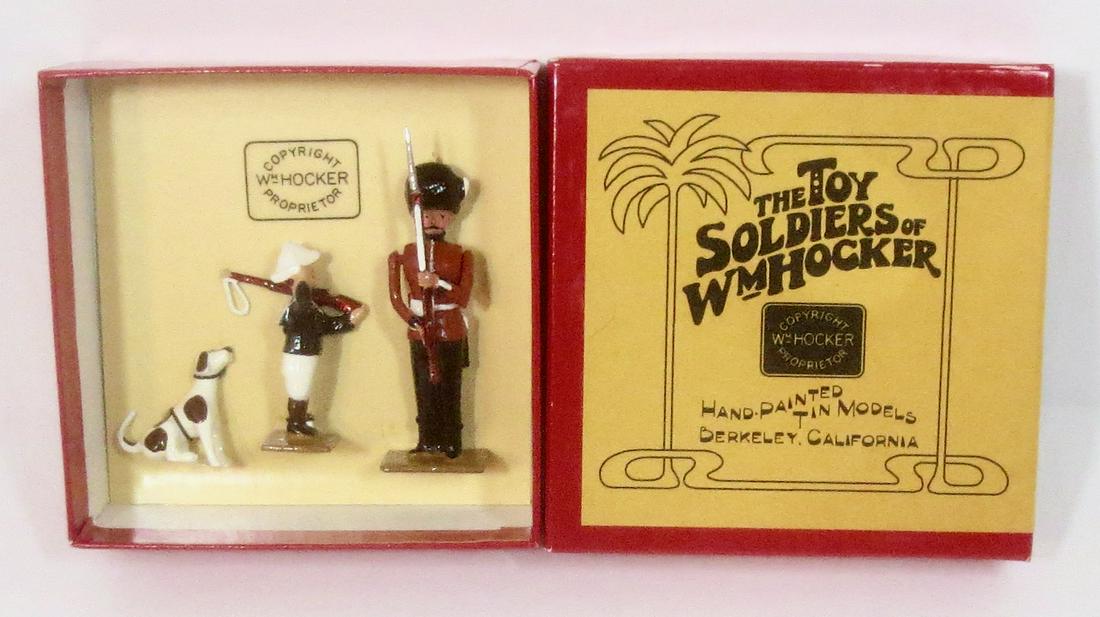 COPYRIGHT
WM HOCKER
PROPRIETOR
THE TOY
SOLDIERS OF
WM HOCKER
COPYRIGHT
WM HOCKER
PROPRIETOR
HAND-PAINTED
TIN MODELS
BERKELEY, CALIFORNIA